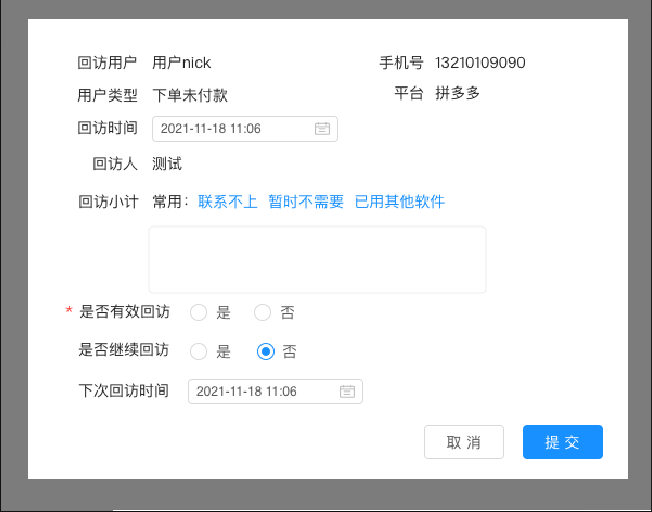 回访用户 用户nick 手机号 13210109090
用户类型 下单未付款 平台 拼多多
回访时间 2021-11-18 11:06
回访人 测试
回访小计 常用：联系不上 暂时不需要 已用其他软件
* 是否有效回访 是 否
是否继续回访 是 否
下次回访时间 2021-11-18 11:06
取 消 提 交